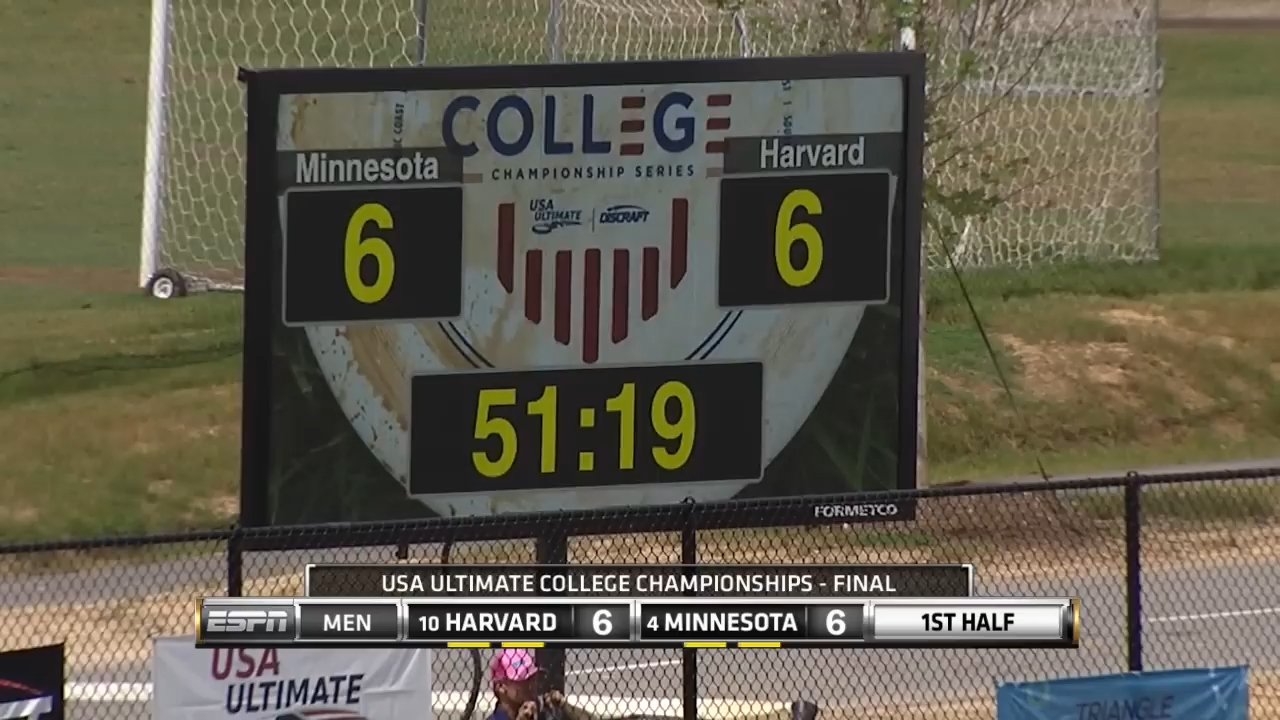 COLLEGE
CHAMPIONSHIP SERIES
Minnesota
Harvard
USA ULTIMATE
DISCRAFT
6
6
51:19
FORMETCO
USA ULTIMATE COLLEGE CHAMPIONSHIPS - FINAL
ESPN MEN 10 HARVARD 6 4 MINNESOTA 6 1ST HALF
USA
ULTIMATE
TRIANGLE